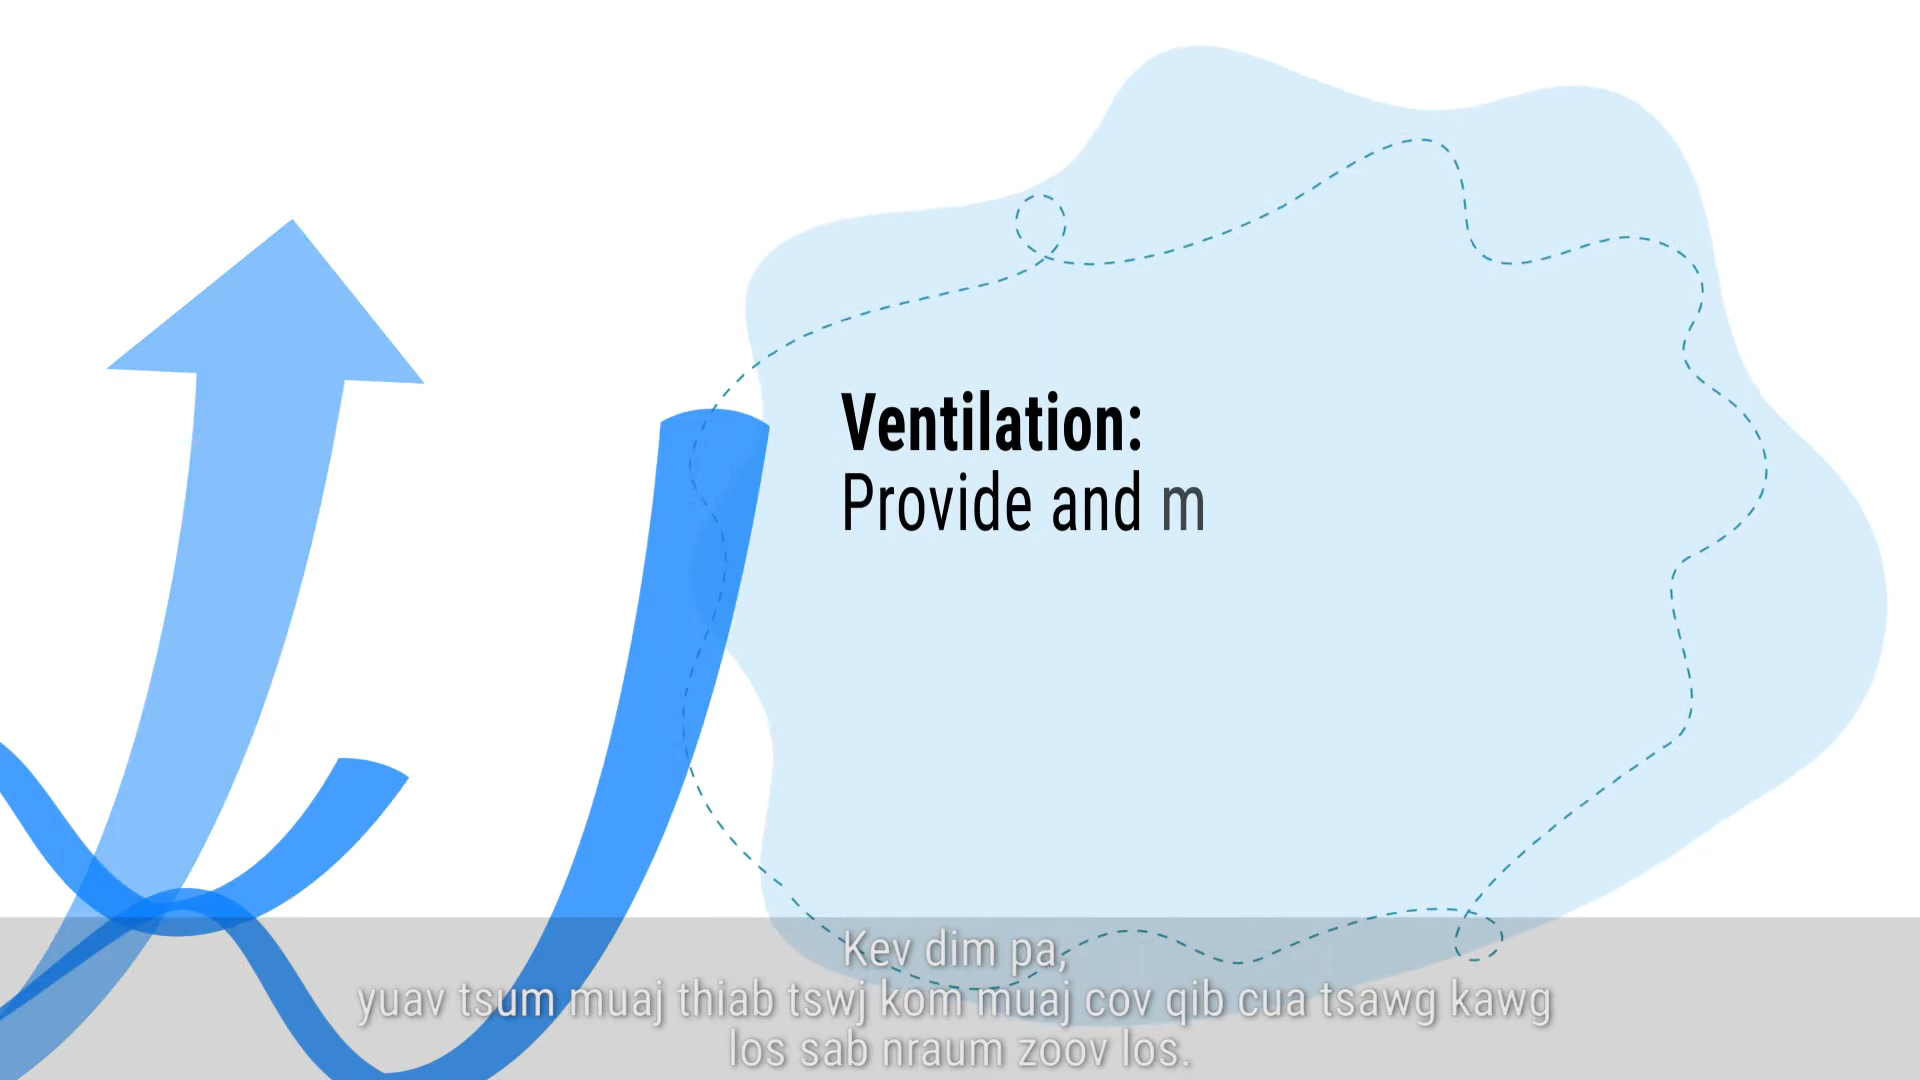 Ventilation:
Provide and m
Kev dim pa,
yuav tsum muaj thiab tswj kom muaj cov qib cua tsawg kawg
los sab nraum zoov los.